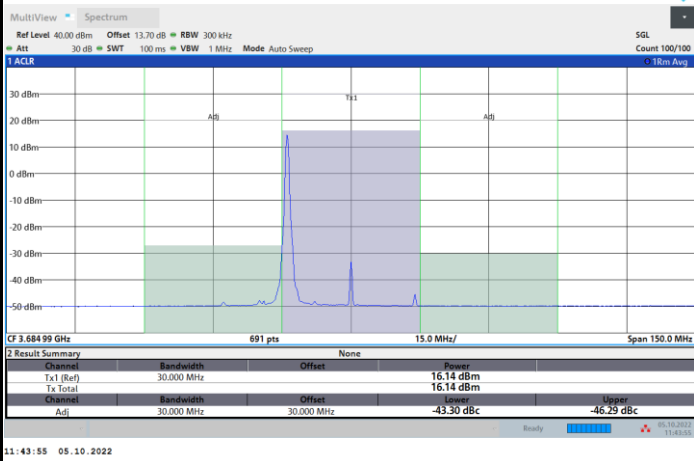 MultiView Spectrum
Ref Level 40.00 dBm Offset 13.70 dB RBW 300 kHz SGL
Att 30 dB SWT 100 ms VBW 1 MHz Mode Auto Sweep Count 100/100
1 ACLR 1Rm Avg
30 dBm
Tx1
20 dBm Adj Adj
10 dBm
0 dBm
-10 dBm
-20 dBm
-30 dBm
-40 dBm
-50 dBm
CF 3.684 99 GHz 691 pts 15.0 MHz/ Span 150.0 MHz
2 Result Summary None
Channel Bandwidth Offset Power
Tx1 (Ref) 30.000 MHz 16.14 dBm
Tx Total 16.14 dBm
Channel Bandwidth Offset Lower Upper
Adj 30.000 MHz 30.000 MHz -43.30 dBc -46.29 dBc
Ready 05.10.2022
11:43:55
11:43:55 05.10.2022